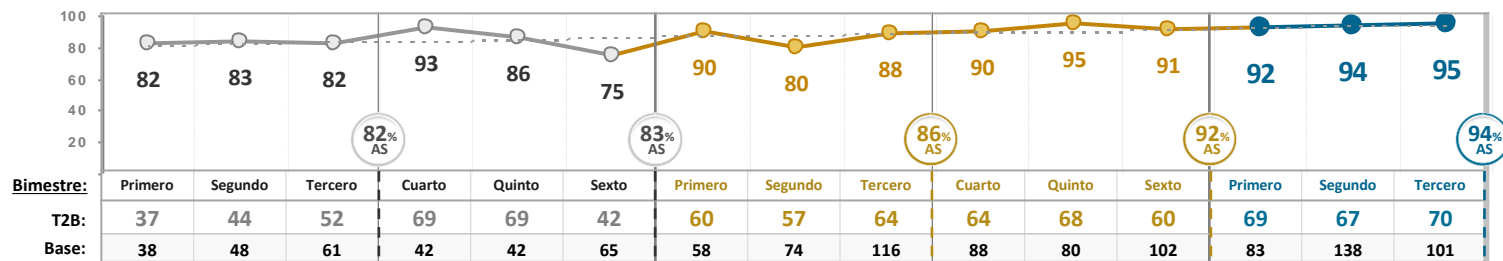 100
80
60
40
20
82 83 82 93 86 75 90 80 88 90 95 91 92 94 95
82% AS 83% AS 86% AS 92% AS 94% AS
Bimestre: Primero Segundo Tercero Cuarto Quinto Sexto Primero Segundo Tercero Cuarto Quinto Sexto Primero Segundo Tercero
T2B: 37 44 52 69 69 42 60 57 64 64 68 60 69 67 70
Base: 38 48 61 42 42 65 58 74 116 88 80 102 83 138 101